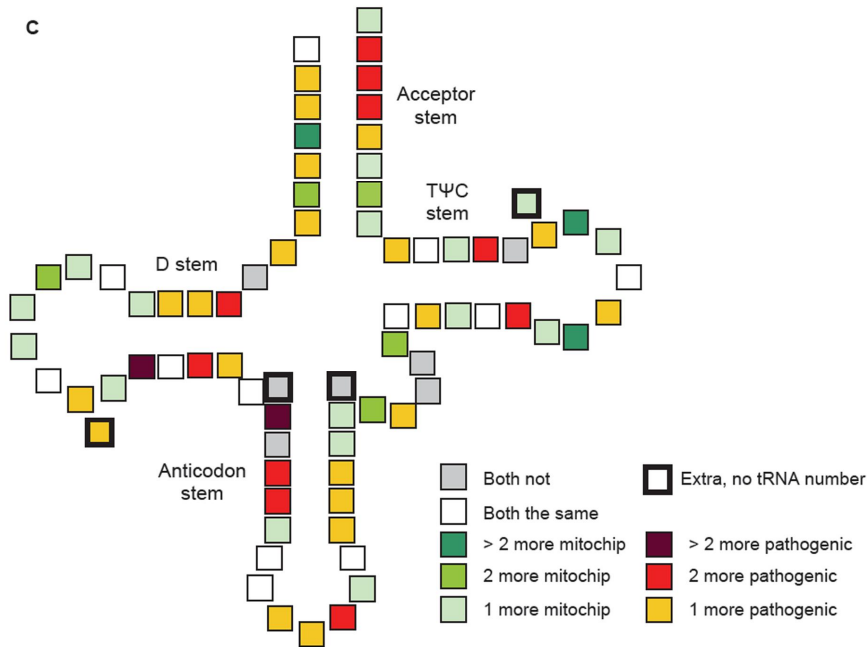 C
Acceptor
stem
TΨC
stem
D stem
Anticodon
stem
Both not
Extra, no tRNA number
Both the same
> 2 more mitochip
> 2 more pathogenic
2 more mitochip
2 more pathogenic
1 more mitochip
1 more pathogenic